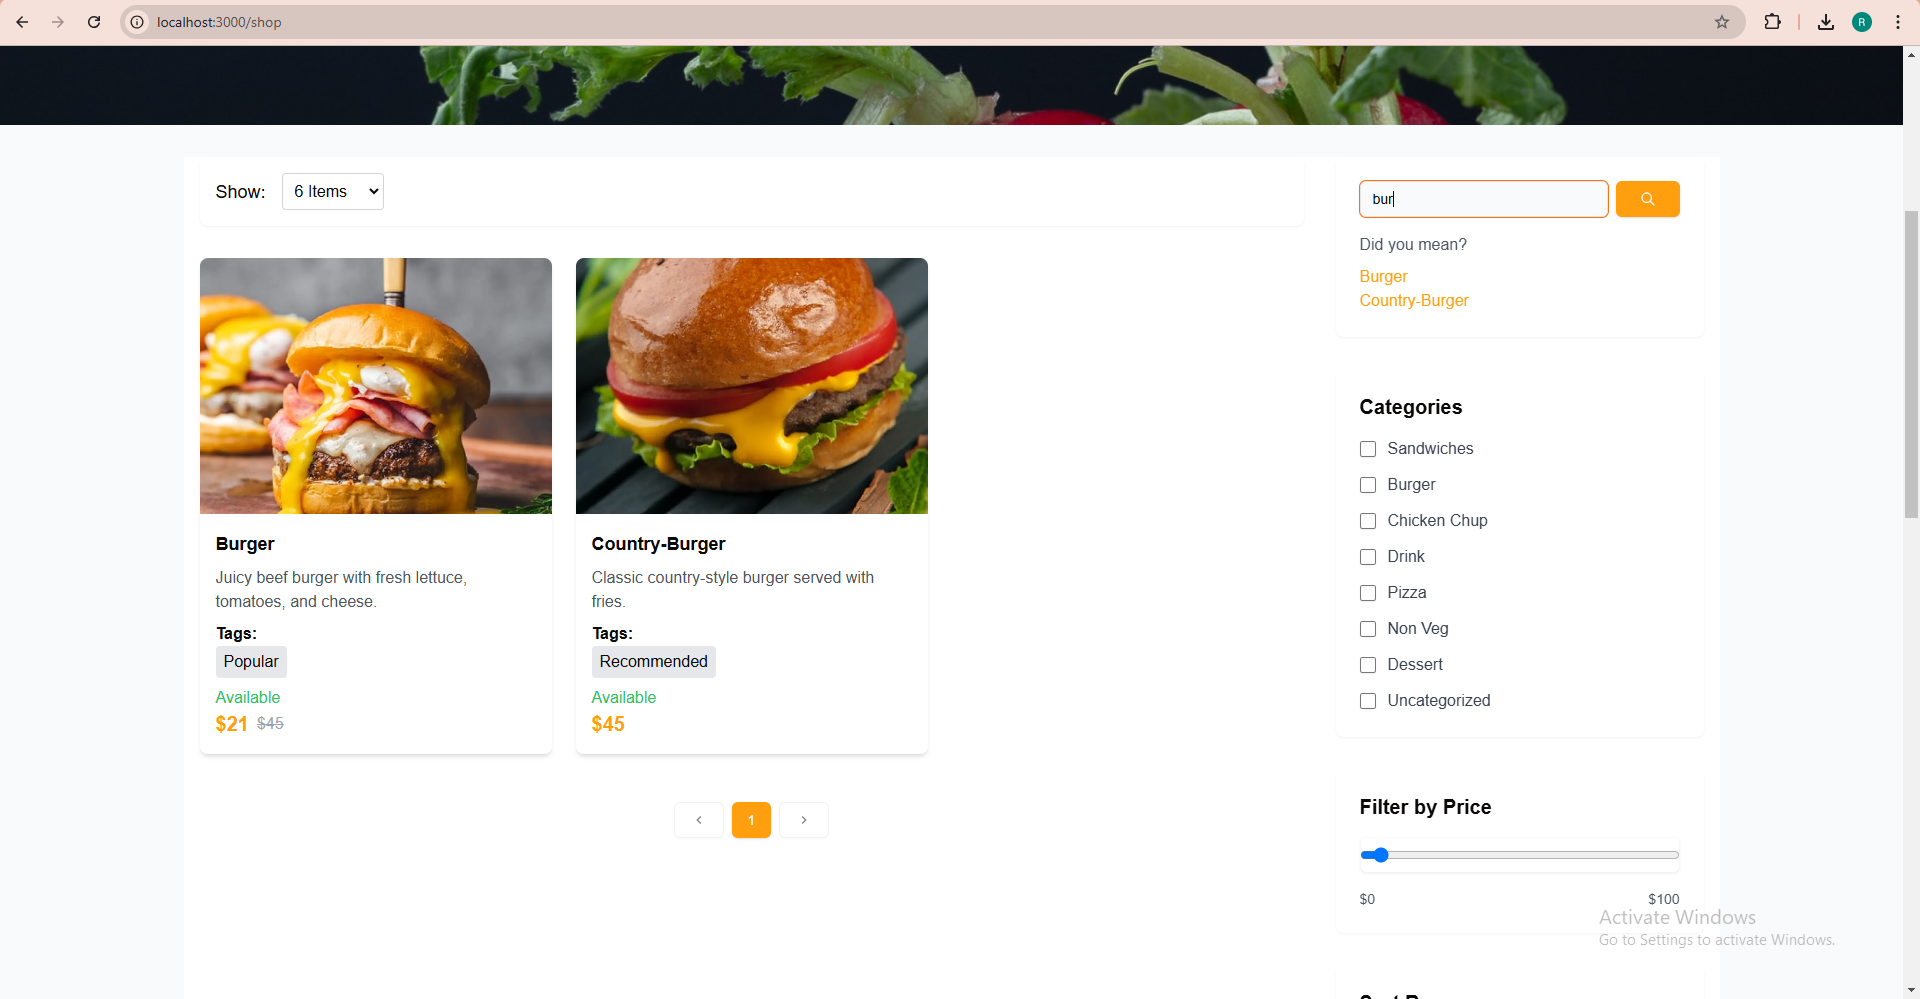 localhost:3000/shop
R
Show:
6 Items
bur
Did you mean?
Burger
Country-Burger
Burger
Juicy beef burger with fresh lettuce,
tomatoes, and cheese.
Tags:
Popular
Available
$21 $45
Country-Burger
Classic country-style burger served with
fries.
Tags:
Recommended
Available
$45
< 1 >
Categories
Sandwiches
Burger
Chicken Chup
Drink
Pizza
Non Veg
Dessert
Uncategorized
Filter by Price
$0 $100
Activate Windows
Go to Settings to activate Windows.